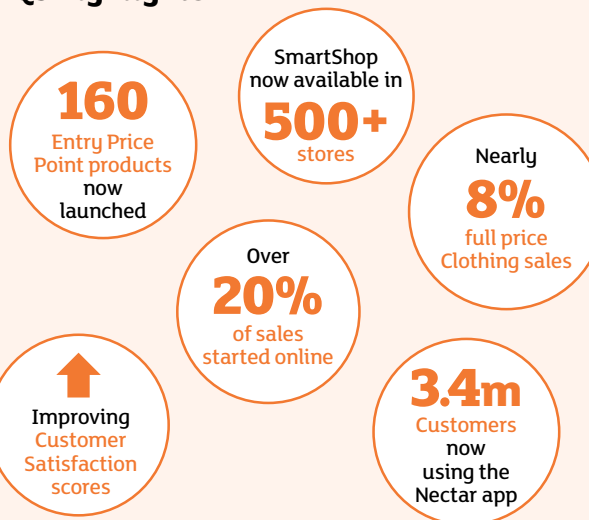 160
Entry Price
Point products
now
launched
SmartShop
now available in
500+
stores
Nearly
8%
full price
Clothing sales
Over
20%
of sales
started online
Improving
Customer
Satisfaction
scores
3.4m
Customers
now
using the
Nectar app